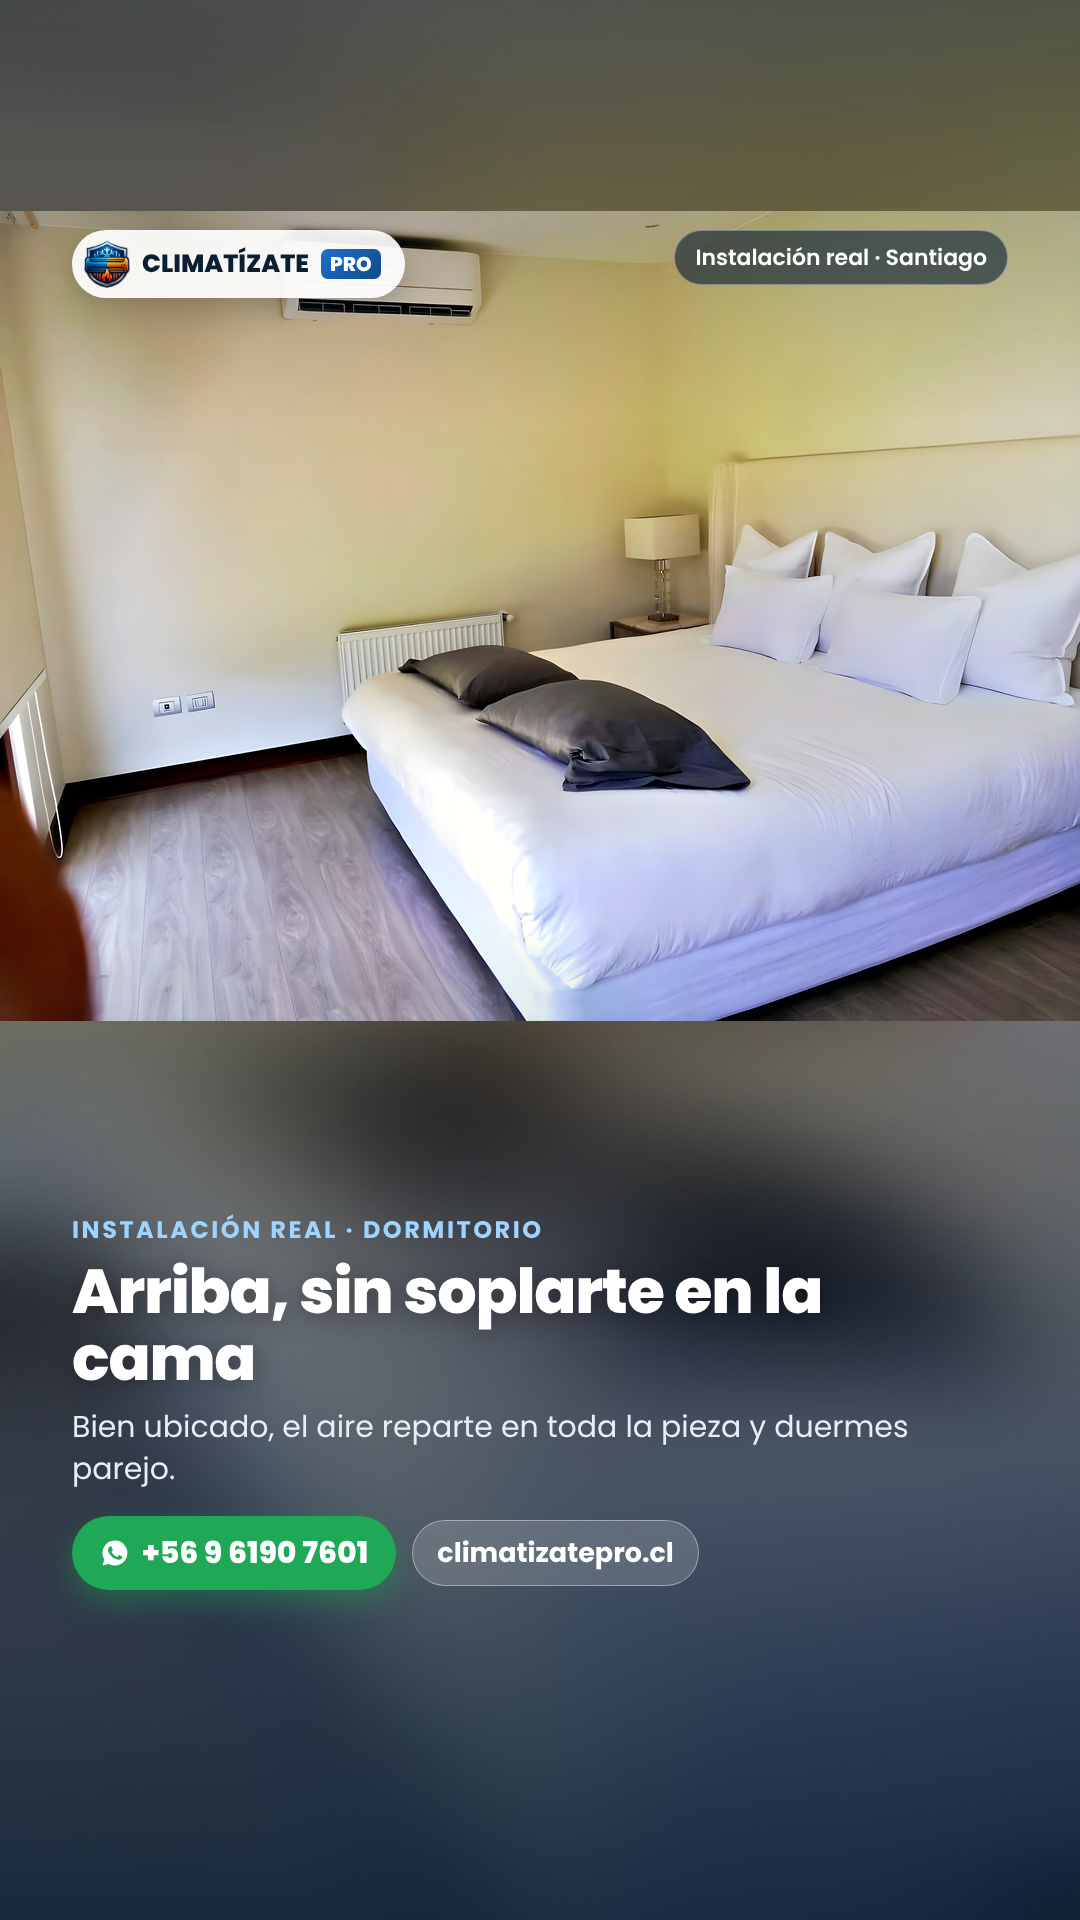 CLIMATÍZATE PRO
Instalación real · Santiago
INSTALACIÓN REAL · DORMITORIO
Arriba, sin soplarte en la
cama
Bien ubicado, el aire reparte en toda la pieza y duermes
parejo.
+56 9 6190 7601
climatizatepro.cl